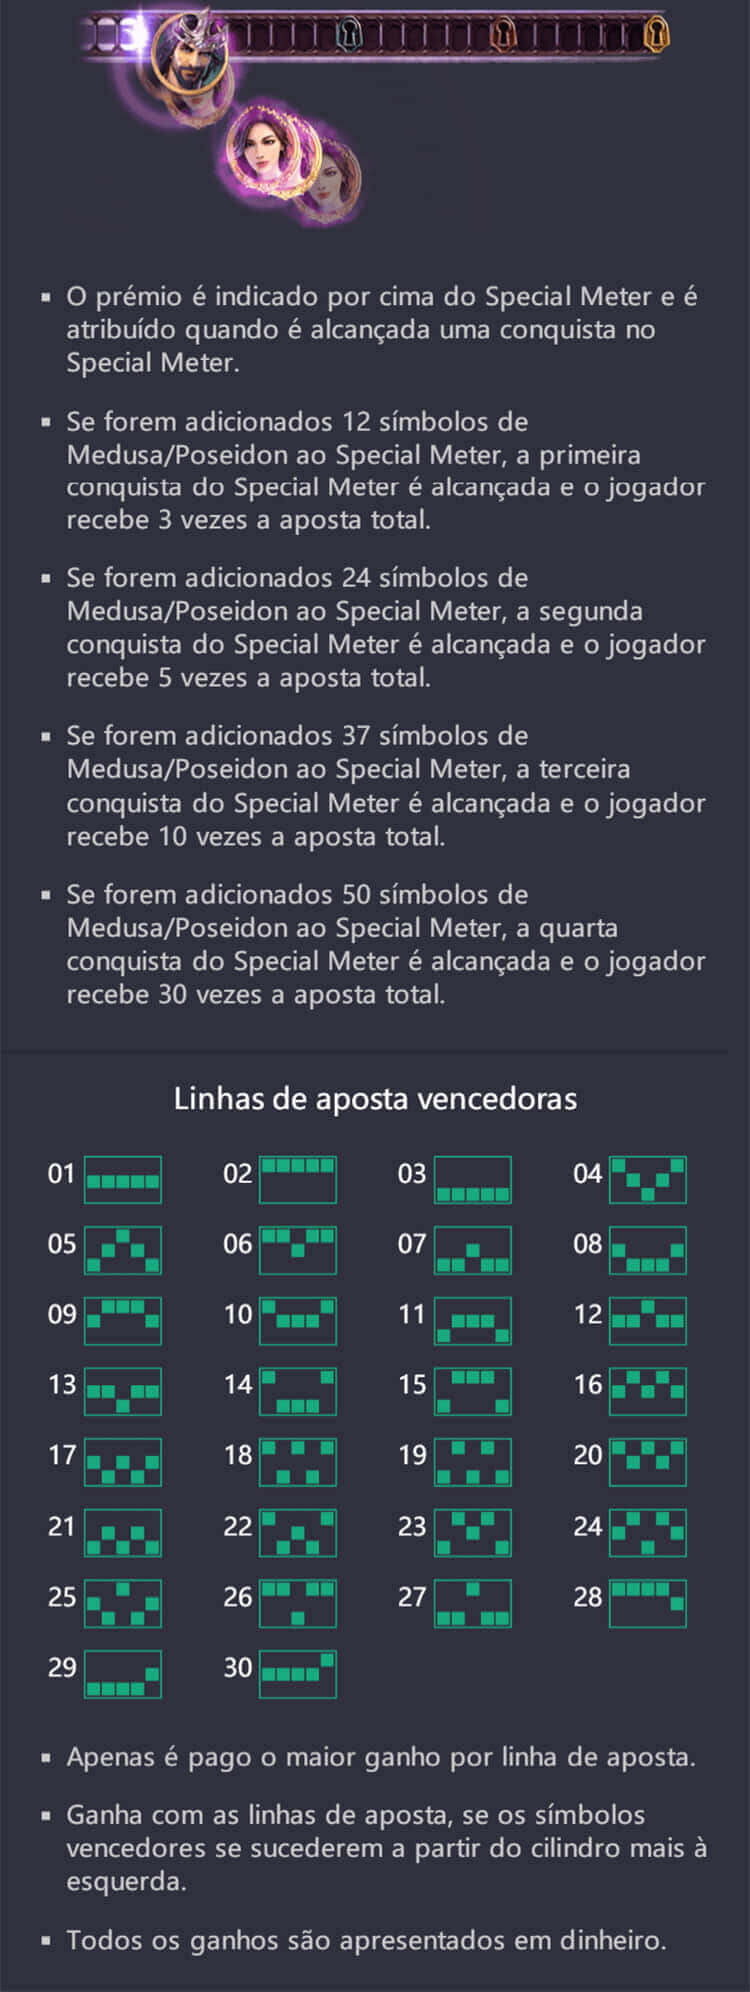 ▪ O prémio é indicado por cima do Special Meter e é
atribuído quando é alcançada uma conquista no
Special Meter.
▪ Se forem adicionados 12 símbolos de
Medusa/Poseidon ao Special Meter, a primeira
conquista do Special Meter é alcançada e o jogador
recebe 3 vezes a aposta total.
▪ Se forem adicionados 24 símbolos de
Medusa/Poseidon ao Special Meter, a segunda
conquista do Special Meter é alcançada e o jogador
recebe 5 vezes a aposta total.
▪ Se forem adicionados 37 símbolos de
Medusa/Poseidon ao Special Meter, a terceira
conquista do Special Meter é alcançada e o jogador
recebe 10 vezes a aposta total.
▪ Se forem adicionados 50 símbolos de
Medusa/Poseidon ao Special Meter, a quarta
conquista do Special Meter é alcançada e o jogador
recebe 30 vezes a aposta total.
Linhas de aposta vencedoras
01 02 03 04
05 06 07 08
09 10 11 12
13 14 15 16
17 18 19 20
21 22 23 24
25 26 27 28
29 30
▪ Apenas é pago o maior ganho por linha de aposta.
▪ Ganha com as linhas de aposta, se os símbolos
vencedores se sucederem a partir do cilindro mais à
esquerda.
▪ Todos os ganhos são apresentados em dinheiro.